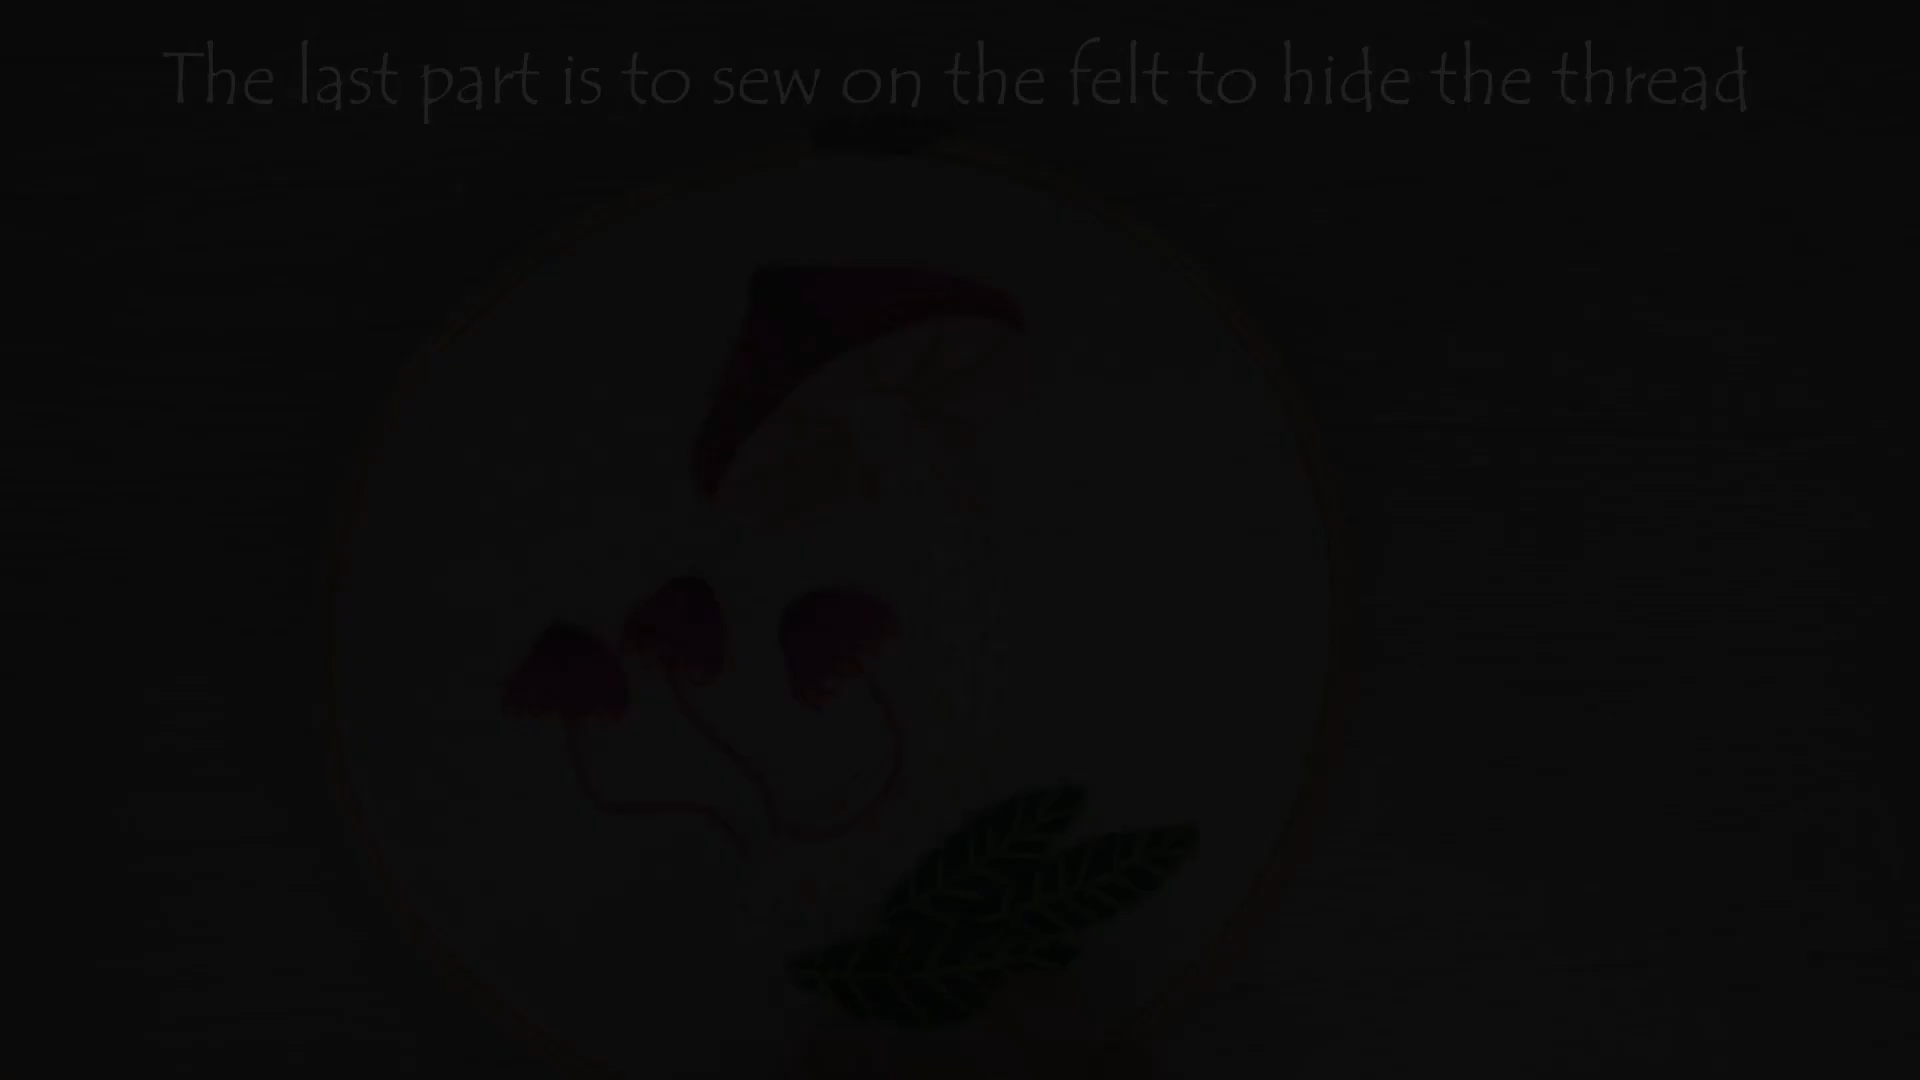 The last part is to sew on the felt to hide the thread